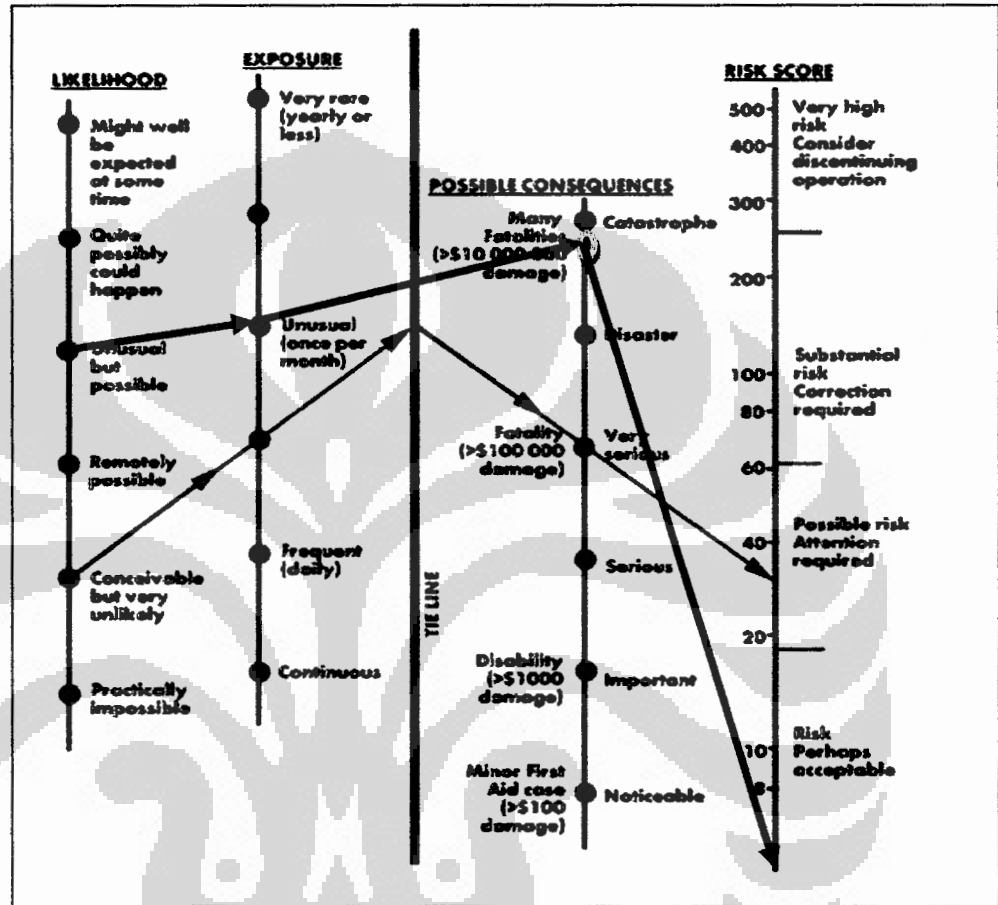 LIKELIHOOD
Might well
be
expected
at some
time
Quite
possibly
could
happen
Unusual
but
possible
Remotely
possible
Conceivable
but very
unlikely
Practically
impossible
EXPOSURE
Very rare
(yearly or
less)
Unusual
(once per
month)
Frequent
(daily)
Continuous
TIE LINE
POSSIBLE CONSEQUENCES
Many
Fatalities
(>$10 000 000
damage)
Catastrophe
Disaster
Fatality
(>$100 000
damage)
Very
serious
Serious
Disability
(>$1000
damage)
Important
Minor First
Aid case
(>$100
damage)
Noticeable
RISK SCORE
500
400
300
200
100
80
60
40
20
10
Very high
risk
Consider
discontinuing
operation
Substantial
risk
Correction
required
Possible risk
Attention
required
Risk
Perhaps
acceptable